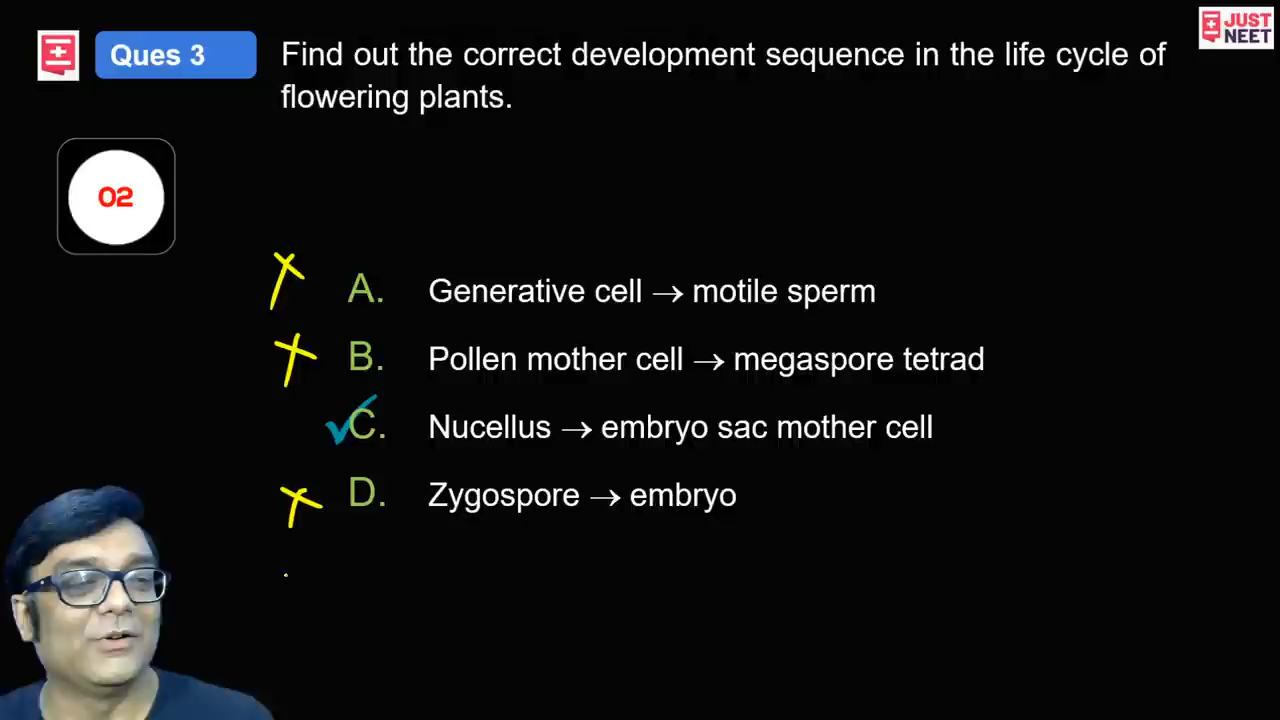 JUST
NEET
Ques 3
Find out the correct development sequence in the life cycle of
flowering plants.
02
A. Generative cell → motile sperm
B. Pollen mother cell → megaspore tetrad
C. Nucellus → embryo sac mother cell
D. Zygospore → embryo